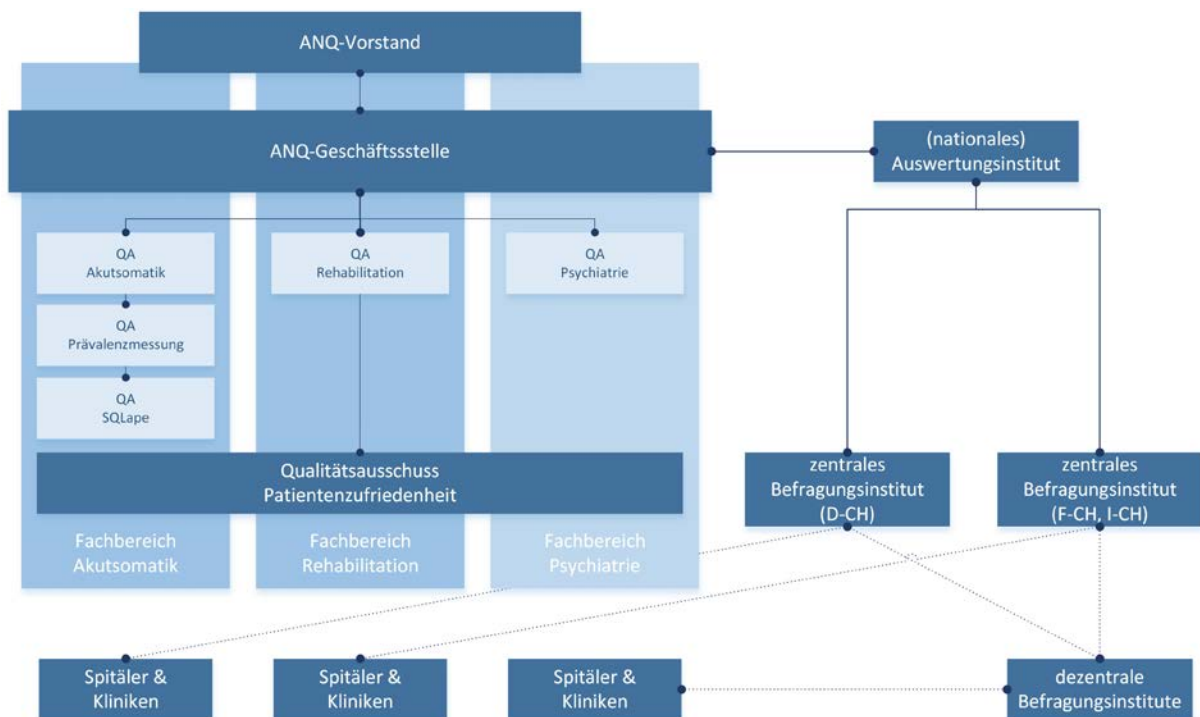 ANQ-Vorstand
ANQ-Geschäftssstelle
(nationales)
Auswertungsinstitut
QA
Akutsomatik
QA
Rehabilitation
QA
Psychiatrie
QA
Prävalenzmessung
QA
SQLape
Qualitätsausschuss
Patientenzufriedenheit
zentrales
Befragungsinstitut
(D-CH)
zentrales
Befragungsinstitut
(F-CH, I-CH)
Fachbereich
Akutsomatik
Fachbereich
Rehabilitation
Fachbereich
Psychiatrie
Spitäler &
Kliniken
Spitäler &
Kliniken
Spitäler &
Kliniken
dezentrale
Befragungsinstitute